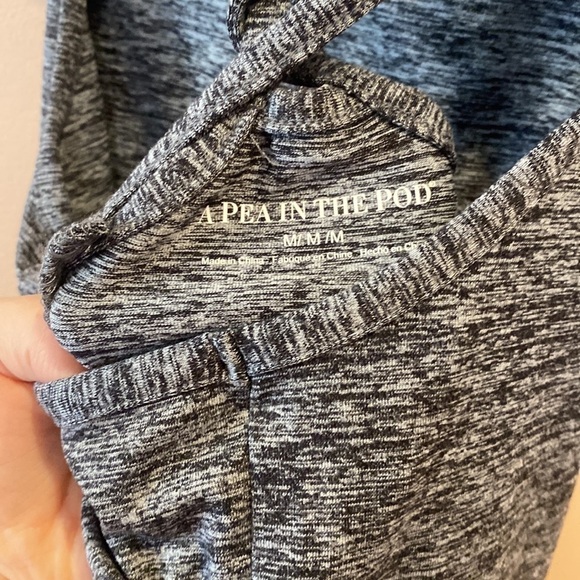 A PEA IN THE POD
M/ M /M
Made in China Fabriqué en Chine Hecho en